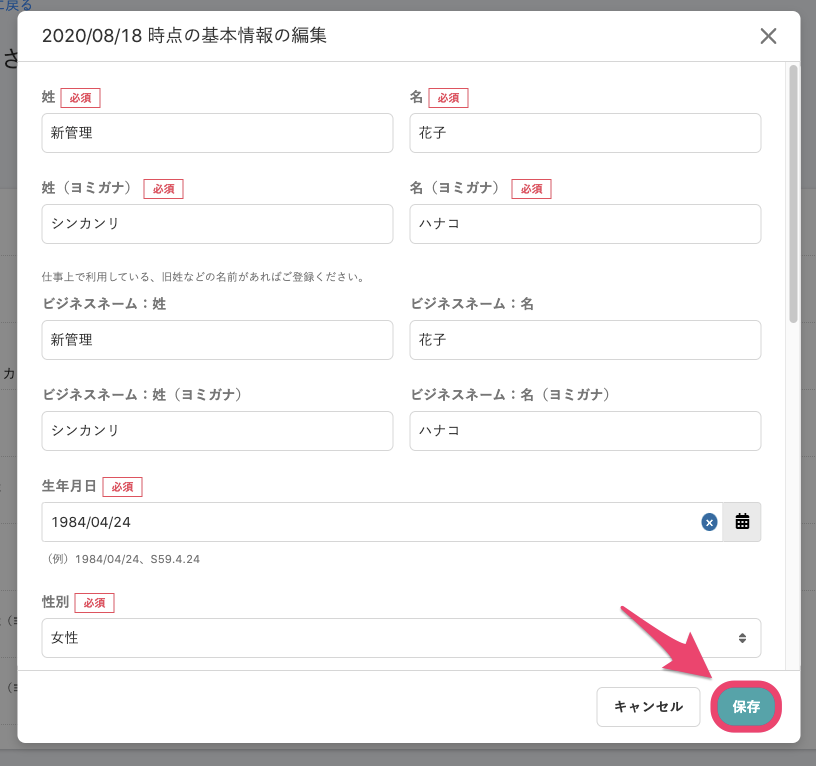 に戻る
2020/08/18 時点の基本情報の編集
さ
姓 必須
名 必須
新管理
花子
姓（ヨミガナ） 必須
名（ヨミガナ） 必須
シンカンリ
ハナコ
仕事上で利用している、旧姓などの名前があればご登録ください。
ビジネスネーム：姓
ビジネスネーム：名
新管理
花子
カ
ビジネスネーム：姓（ヨミガナ）
ビジネスネーム：名（ヨミガナ）
シンカンリ
ハナコ
生年月日 必須
1984/04/24
（例）1984/04/24、S59.4.24
性別 必須
女性
キャンセル
保存